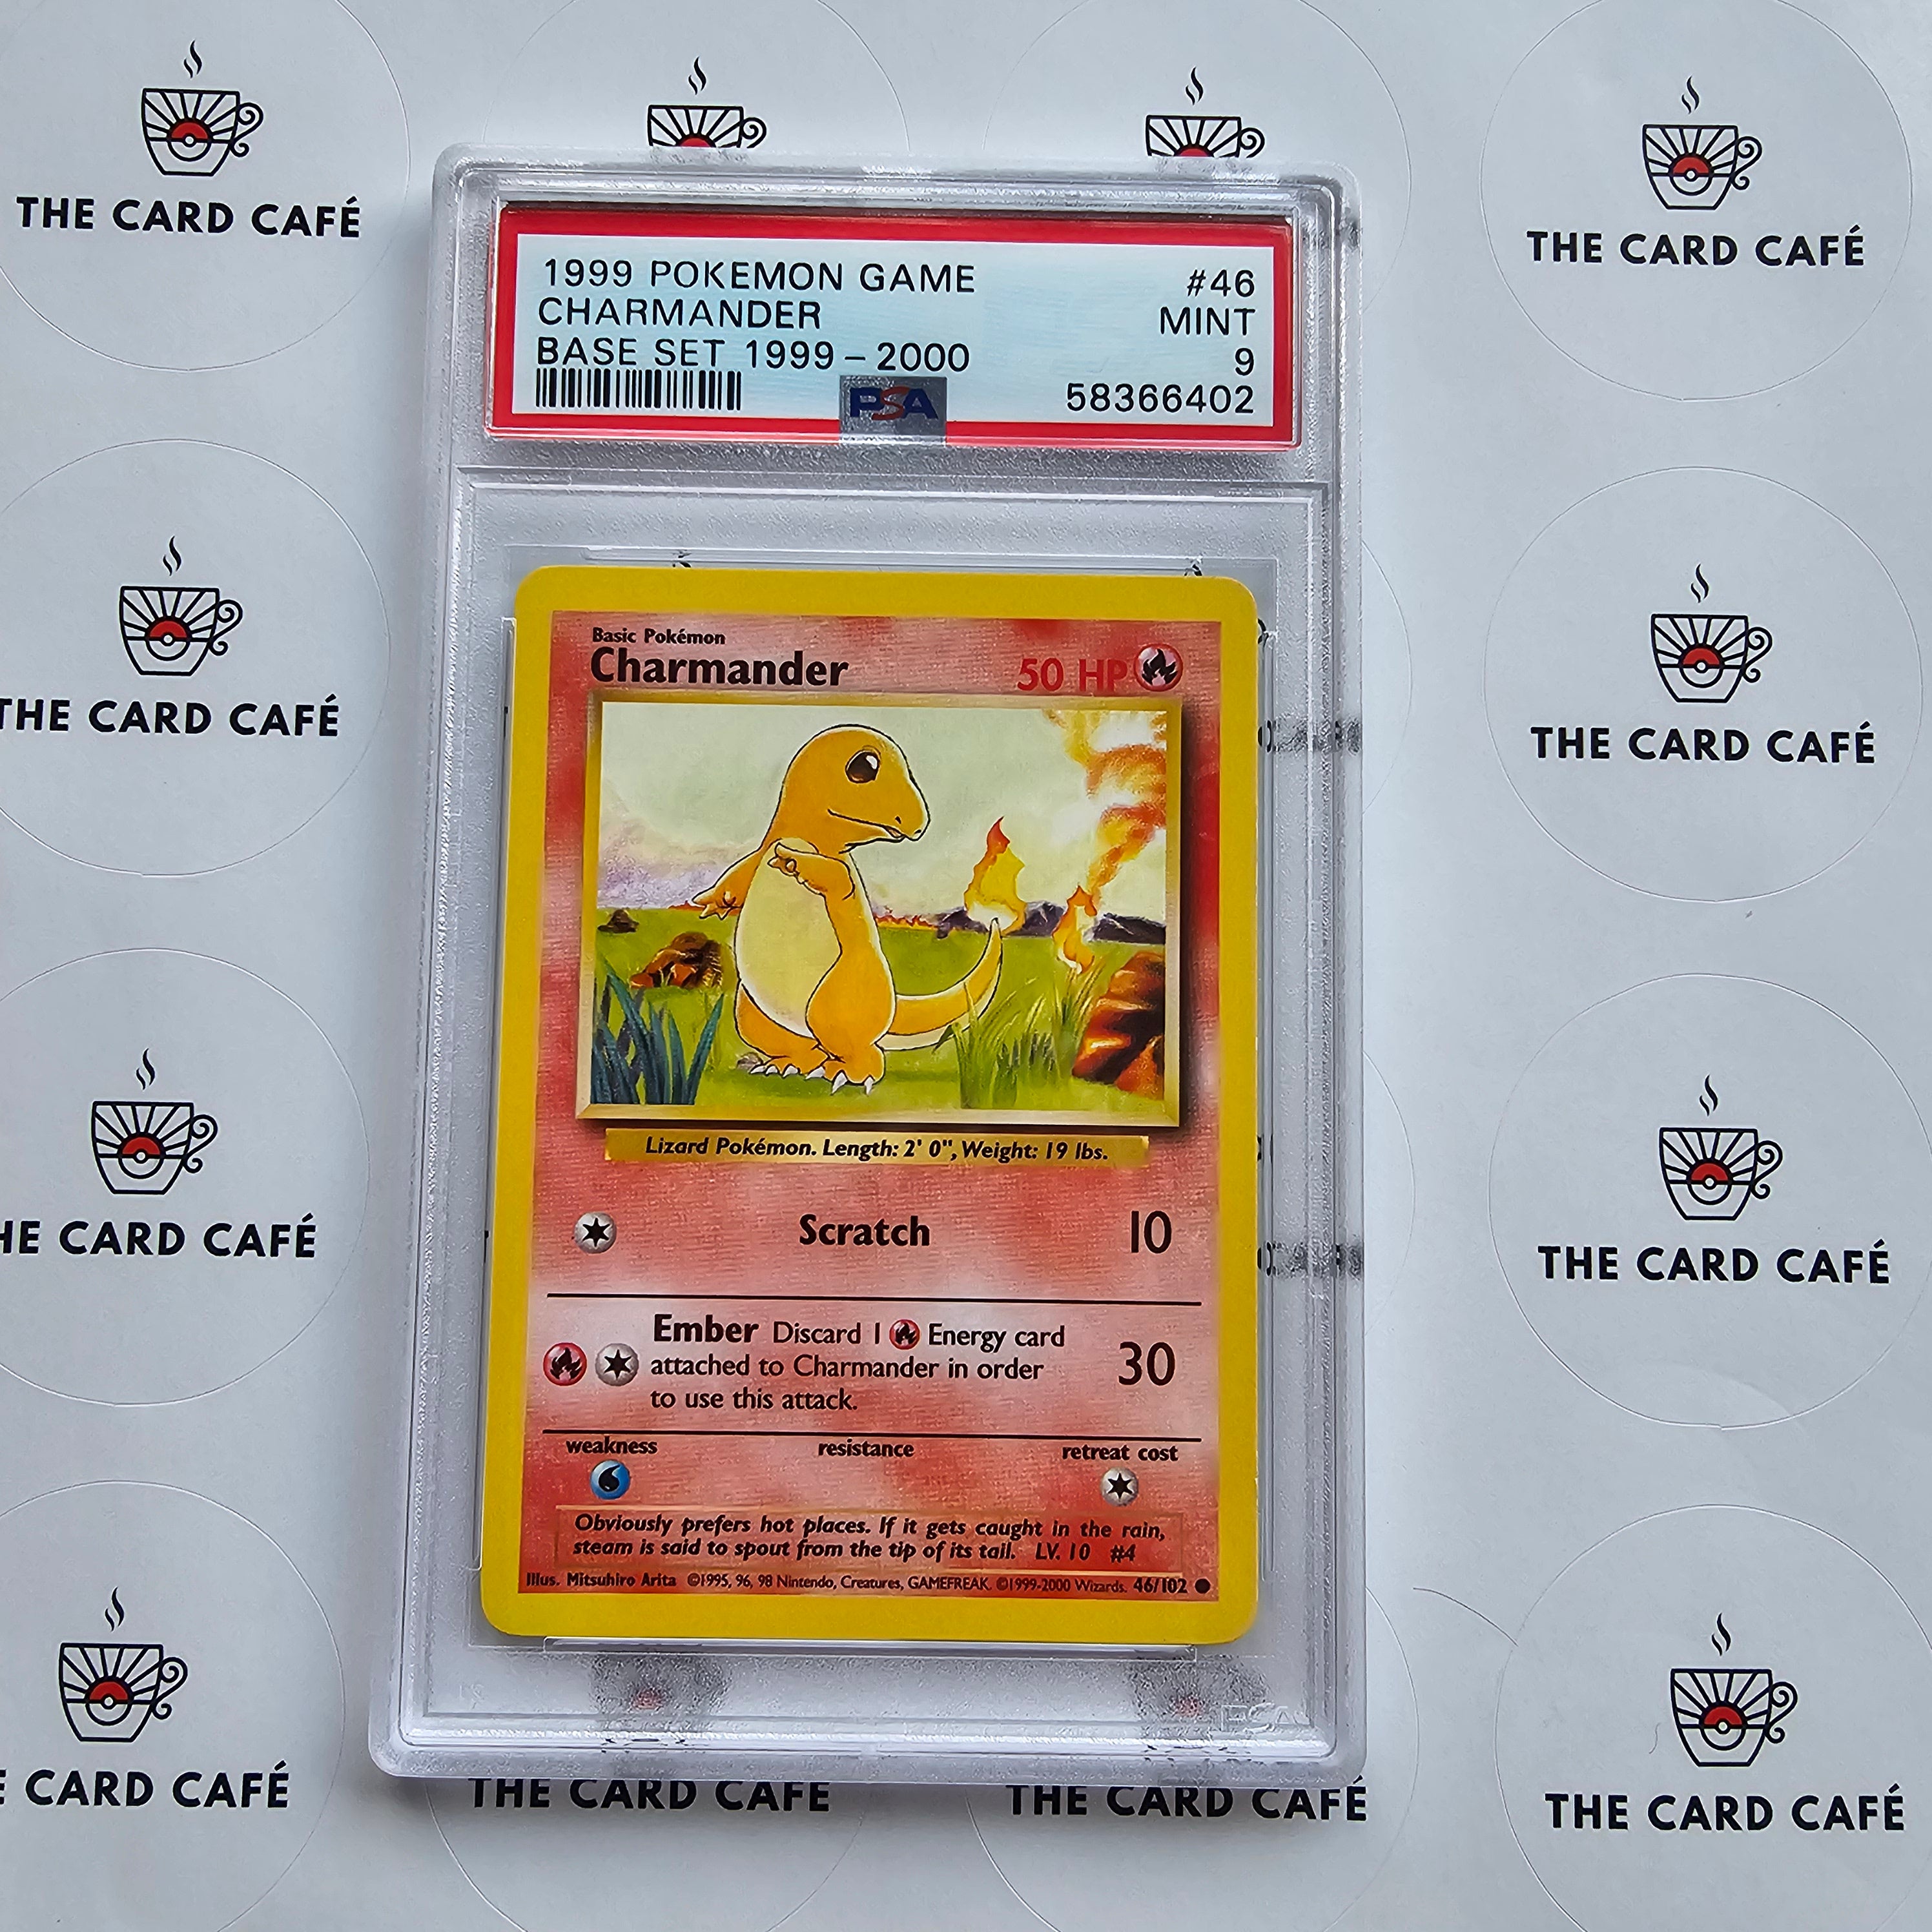 THE CARD CAFÉ
THE CARD CAFÉ
1999 POKEMON GAME #46
CHARMANDER MINT
BASE SET 1999 – 2000 9
PSA 58366402
Basic Pokémon
Charmander 50 HP
THE CARD CAFÉ
THE CARD CAFÉ
Lizard Pokémon. Length: 2' 0", Weight: 19 lbs.
Scratch 10
HE CARD CAFÉ
THE CARD CAFÉ
Ember Discard 1 Energy card
attached to Charmander in order
to use this attack.
30
weakness resistance retreat cost
Obviously prefers hot places. If it gets caught in the rain,
steam is said to spout from the tip of its tail. LV. 10 #4
Illus. Mitsuhiro Arita ©1995, 96, 98 Nintendo, Creatures, GAMEFREAK. ©1999-2000 Wizards. 46/102
PSA
E CARD CAFÉ
THE CARD CAFÉ
THE CARD CAFÉ
THE CARD CAFÉ